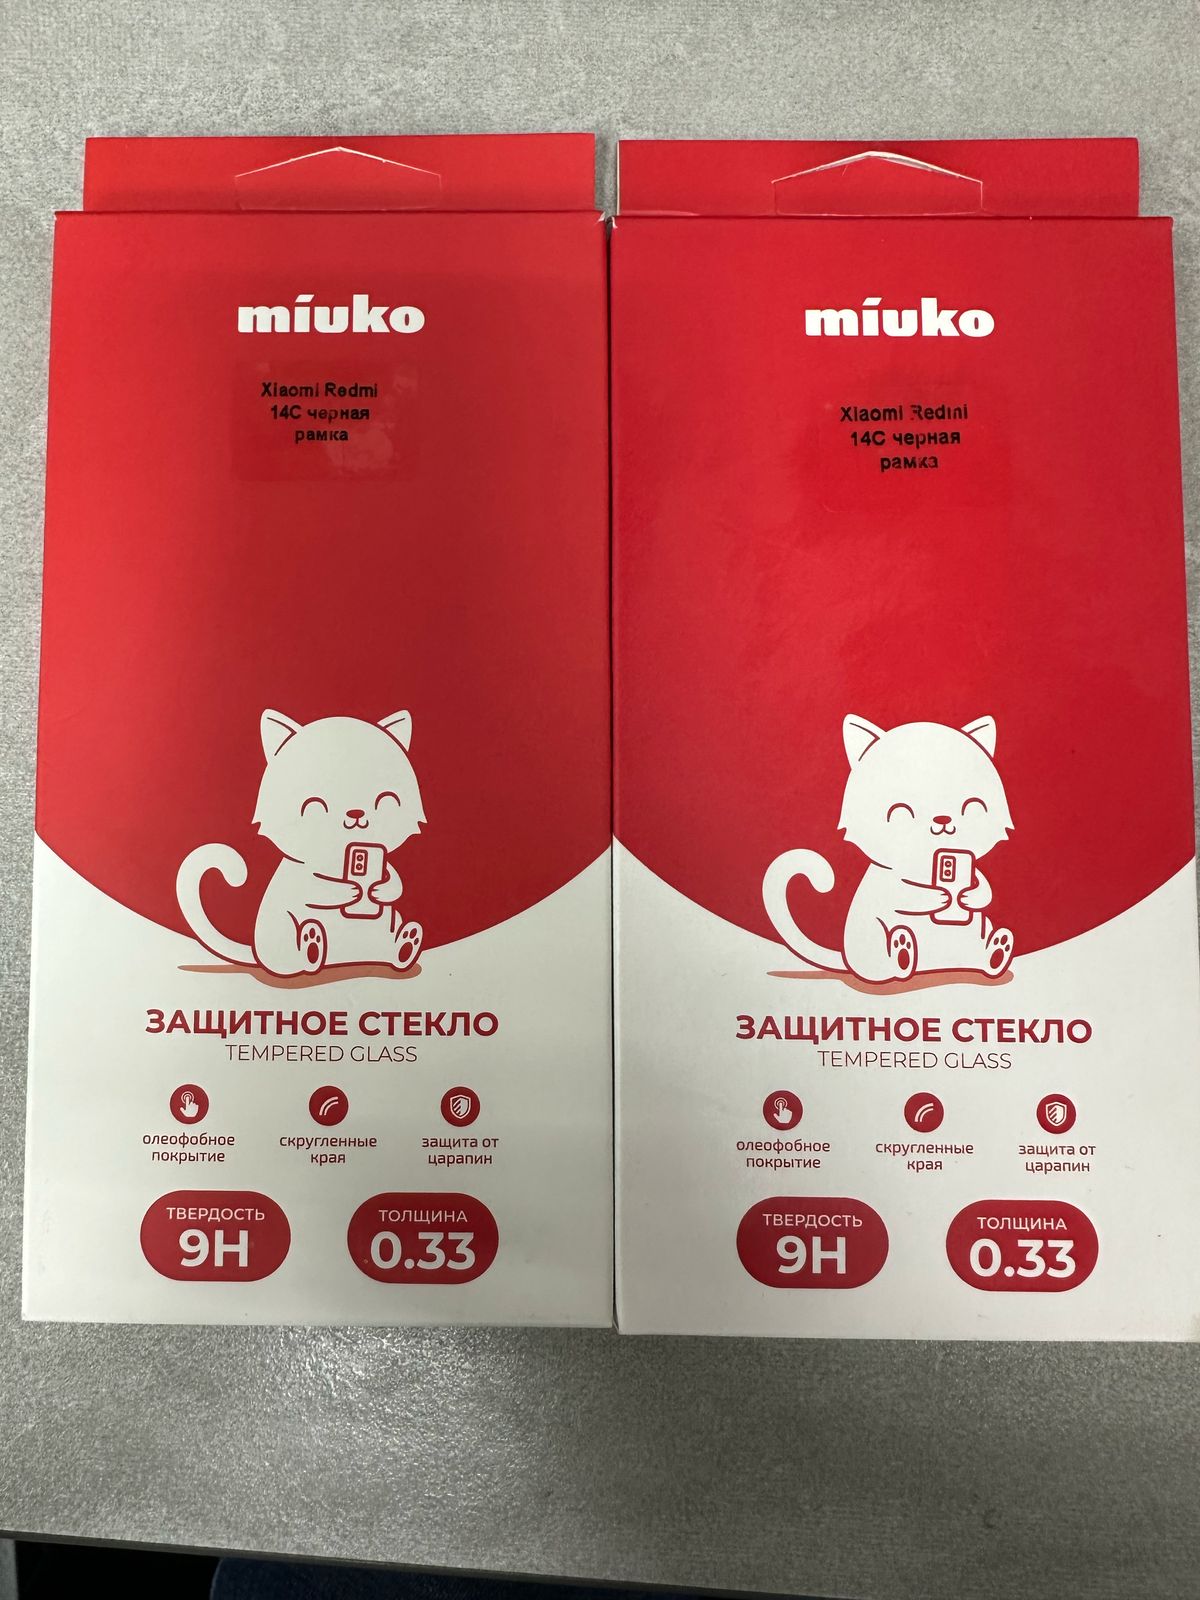 míuko
Xiaomi Redmi
14C черная
рамка
ЗАЩИТНОЕ СТЕКЛО
TEMPERED GLASS
олеофобное
покрытие
скругленные
края
защита от
царапин
ТВЕРДОСТЬ
9H
ТОЛЩИНА
0.33
míuko
Xiaomi Redmi
14C черная
рамка
ЗАЩИТНОЕ СТЕКЛО
TEMPERED GLASS
олеофобное
покрытие
скругленные
края
защита от
царапин
ТВЕРДОСТЬ
9H
ТОЛЩИНА
0.33